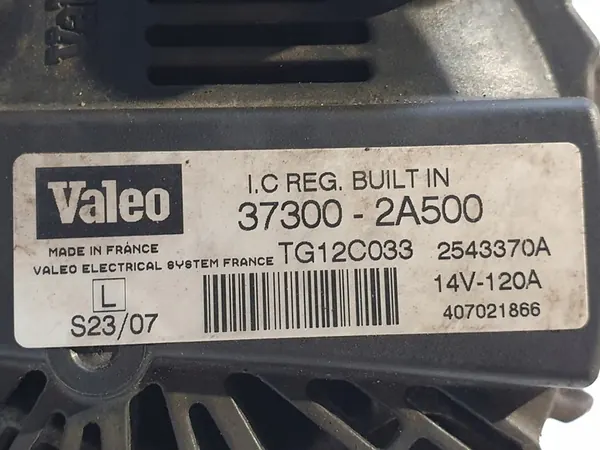 VALEO
Valeo
I.C REG. BUILT IN
37300 - 2A500
MADE IN FRANCE
VALEO ELECTRICAL SYSTEM FRANCE
TG12C033 2543370A
L
14V-120A
S23/07
407021866